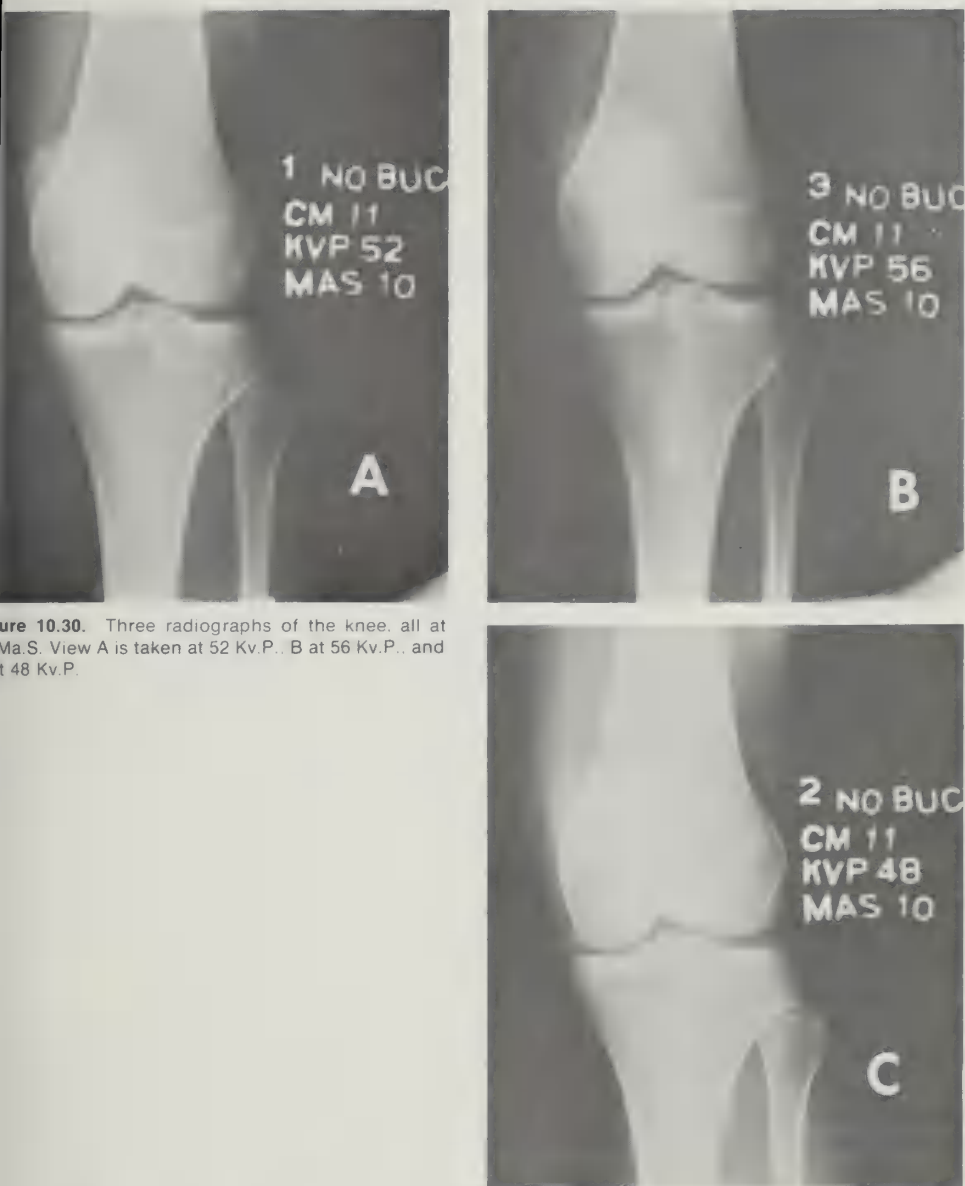 1 NO BUC
CM 11
KVP 52
MAS 10
A
3 NO BUC
CM 11
KVP 56
MAS 10
B
ure 10.30. Three radiographs of the knee. all at
Ma.S. View A is taken at 52 Kv.P.. B at 56 Kv.P.. and
t 48 Kv.P.
2 NO BUC
CM 11
KVP 48
MAS 10
C